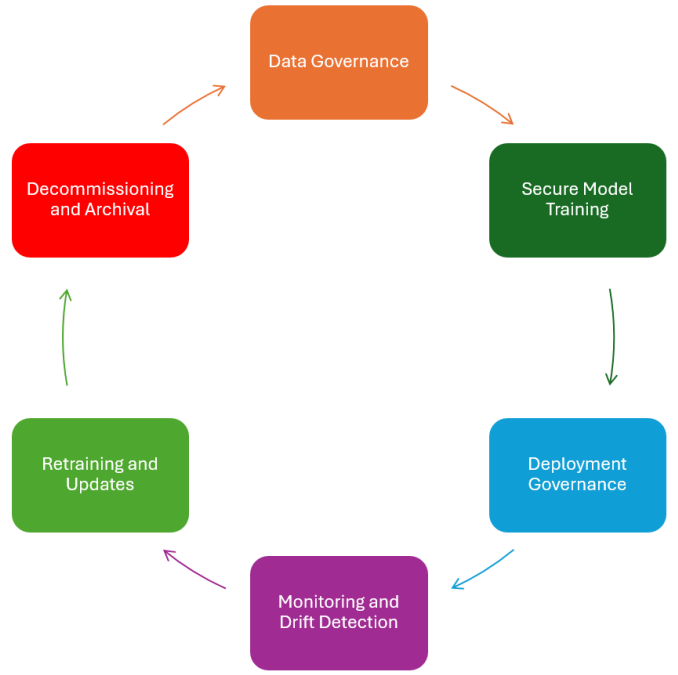 Data Governance
Secure Model
Training
Deployment
Governance
Monitoring and
Drift Detection
Retraining and
Updates
Decommissioning
and Archival